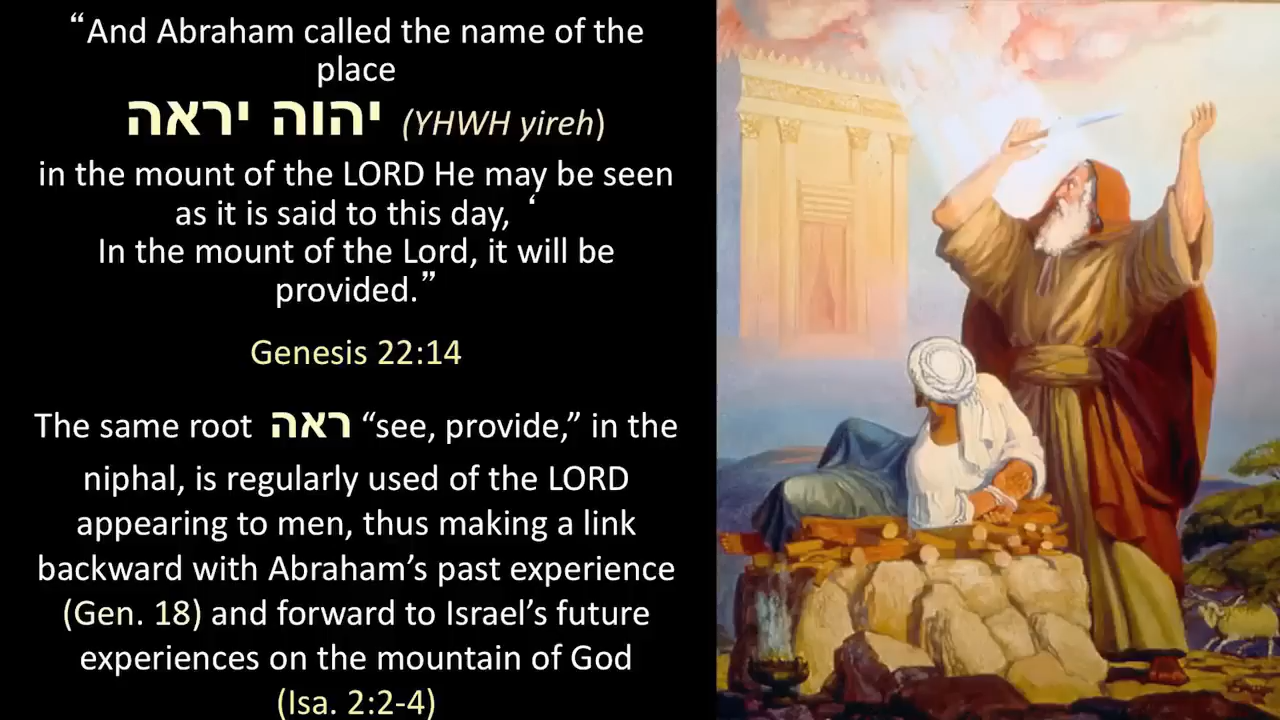 “And Abraham called the name of the
place
יהוה יראה (YHWH yireh)
in the mount of the LORD He may be seen
as it is said to this day, ‘
In the mount of the Lord, it will be
provided.”
Genesis 22:14
The same root ראה “see, provide,” in the
niphal, is regularly used of the LORD
appearing to men, thus making a link
backward with Abraham’s past experience
(Gen. 18) and forward to Israel’s future
experiences on the mountain of God
(Isa. 2:2-4)